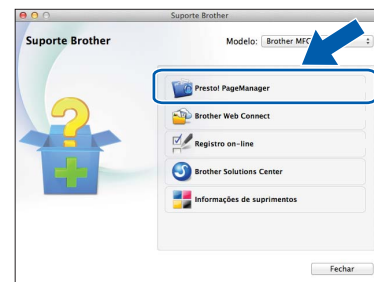 Suporte Brother
Suporte Brother
Modelo: Brother MFC
Presto! PageManager
Brother Web Connect
Registro on-line
Brother Solutions Center
Informações de suprimentos
Fechar